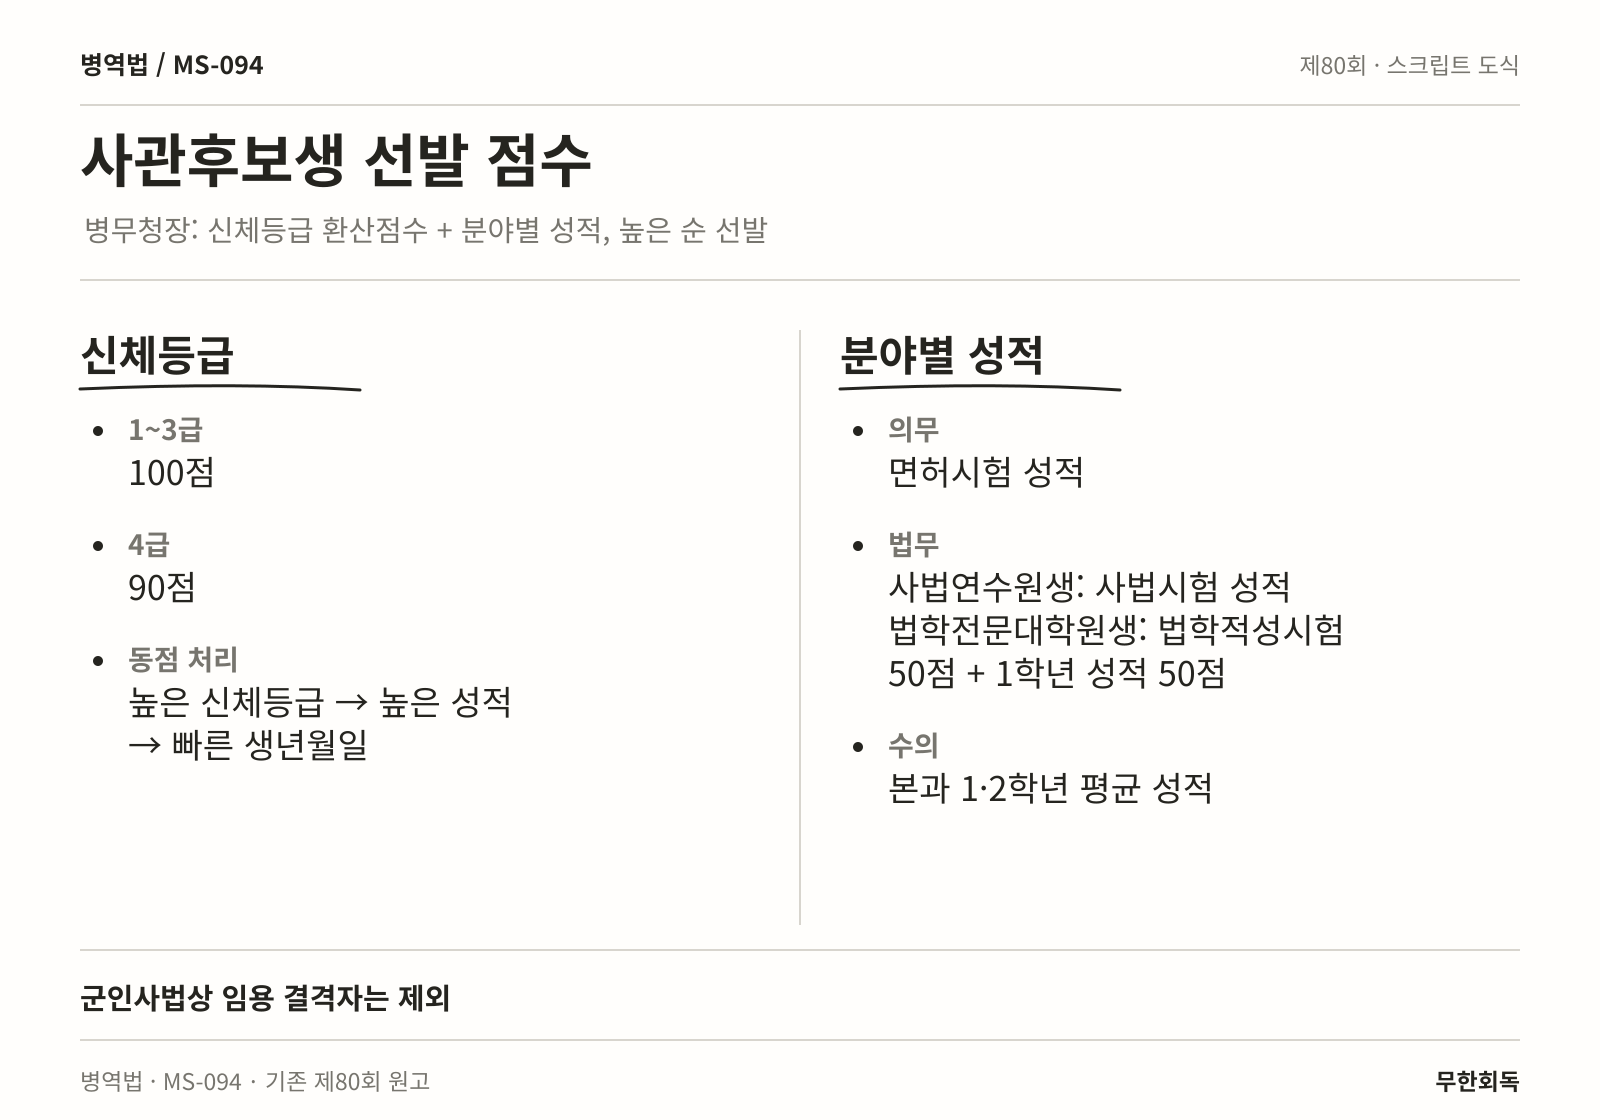 병역법 / MS-094
제80회 · 스크립트 도식
사관후보생 선발 점수
병무청장: 신체등급 환산점수 + 분야별 성적, 높은 순 선발
신체등급
• 1~3급
100점
• 4급
90점
• 동점 처리
높은 신체등급 → 높은 성적
→ 빠른 생년월일
분야별 성적
• 의무
면허시험 성적
• 법무
사법연수원생: 사법시험 성적
법학전문대학원생: 법학적성시험
50점 + 1학년 성적 50점
• 수의
본과 1·2학년 평균 성적
군인사법상 임용 결격자는 제외
병역법 · MS-094 · 기존 제80회 원고
무한회독